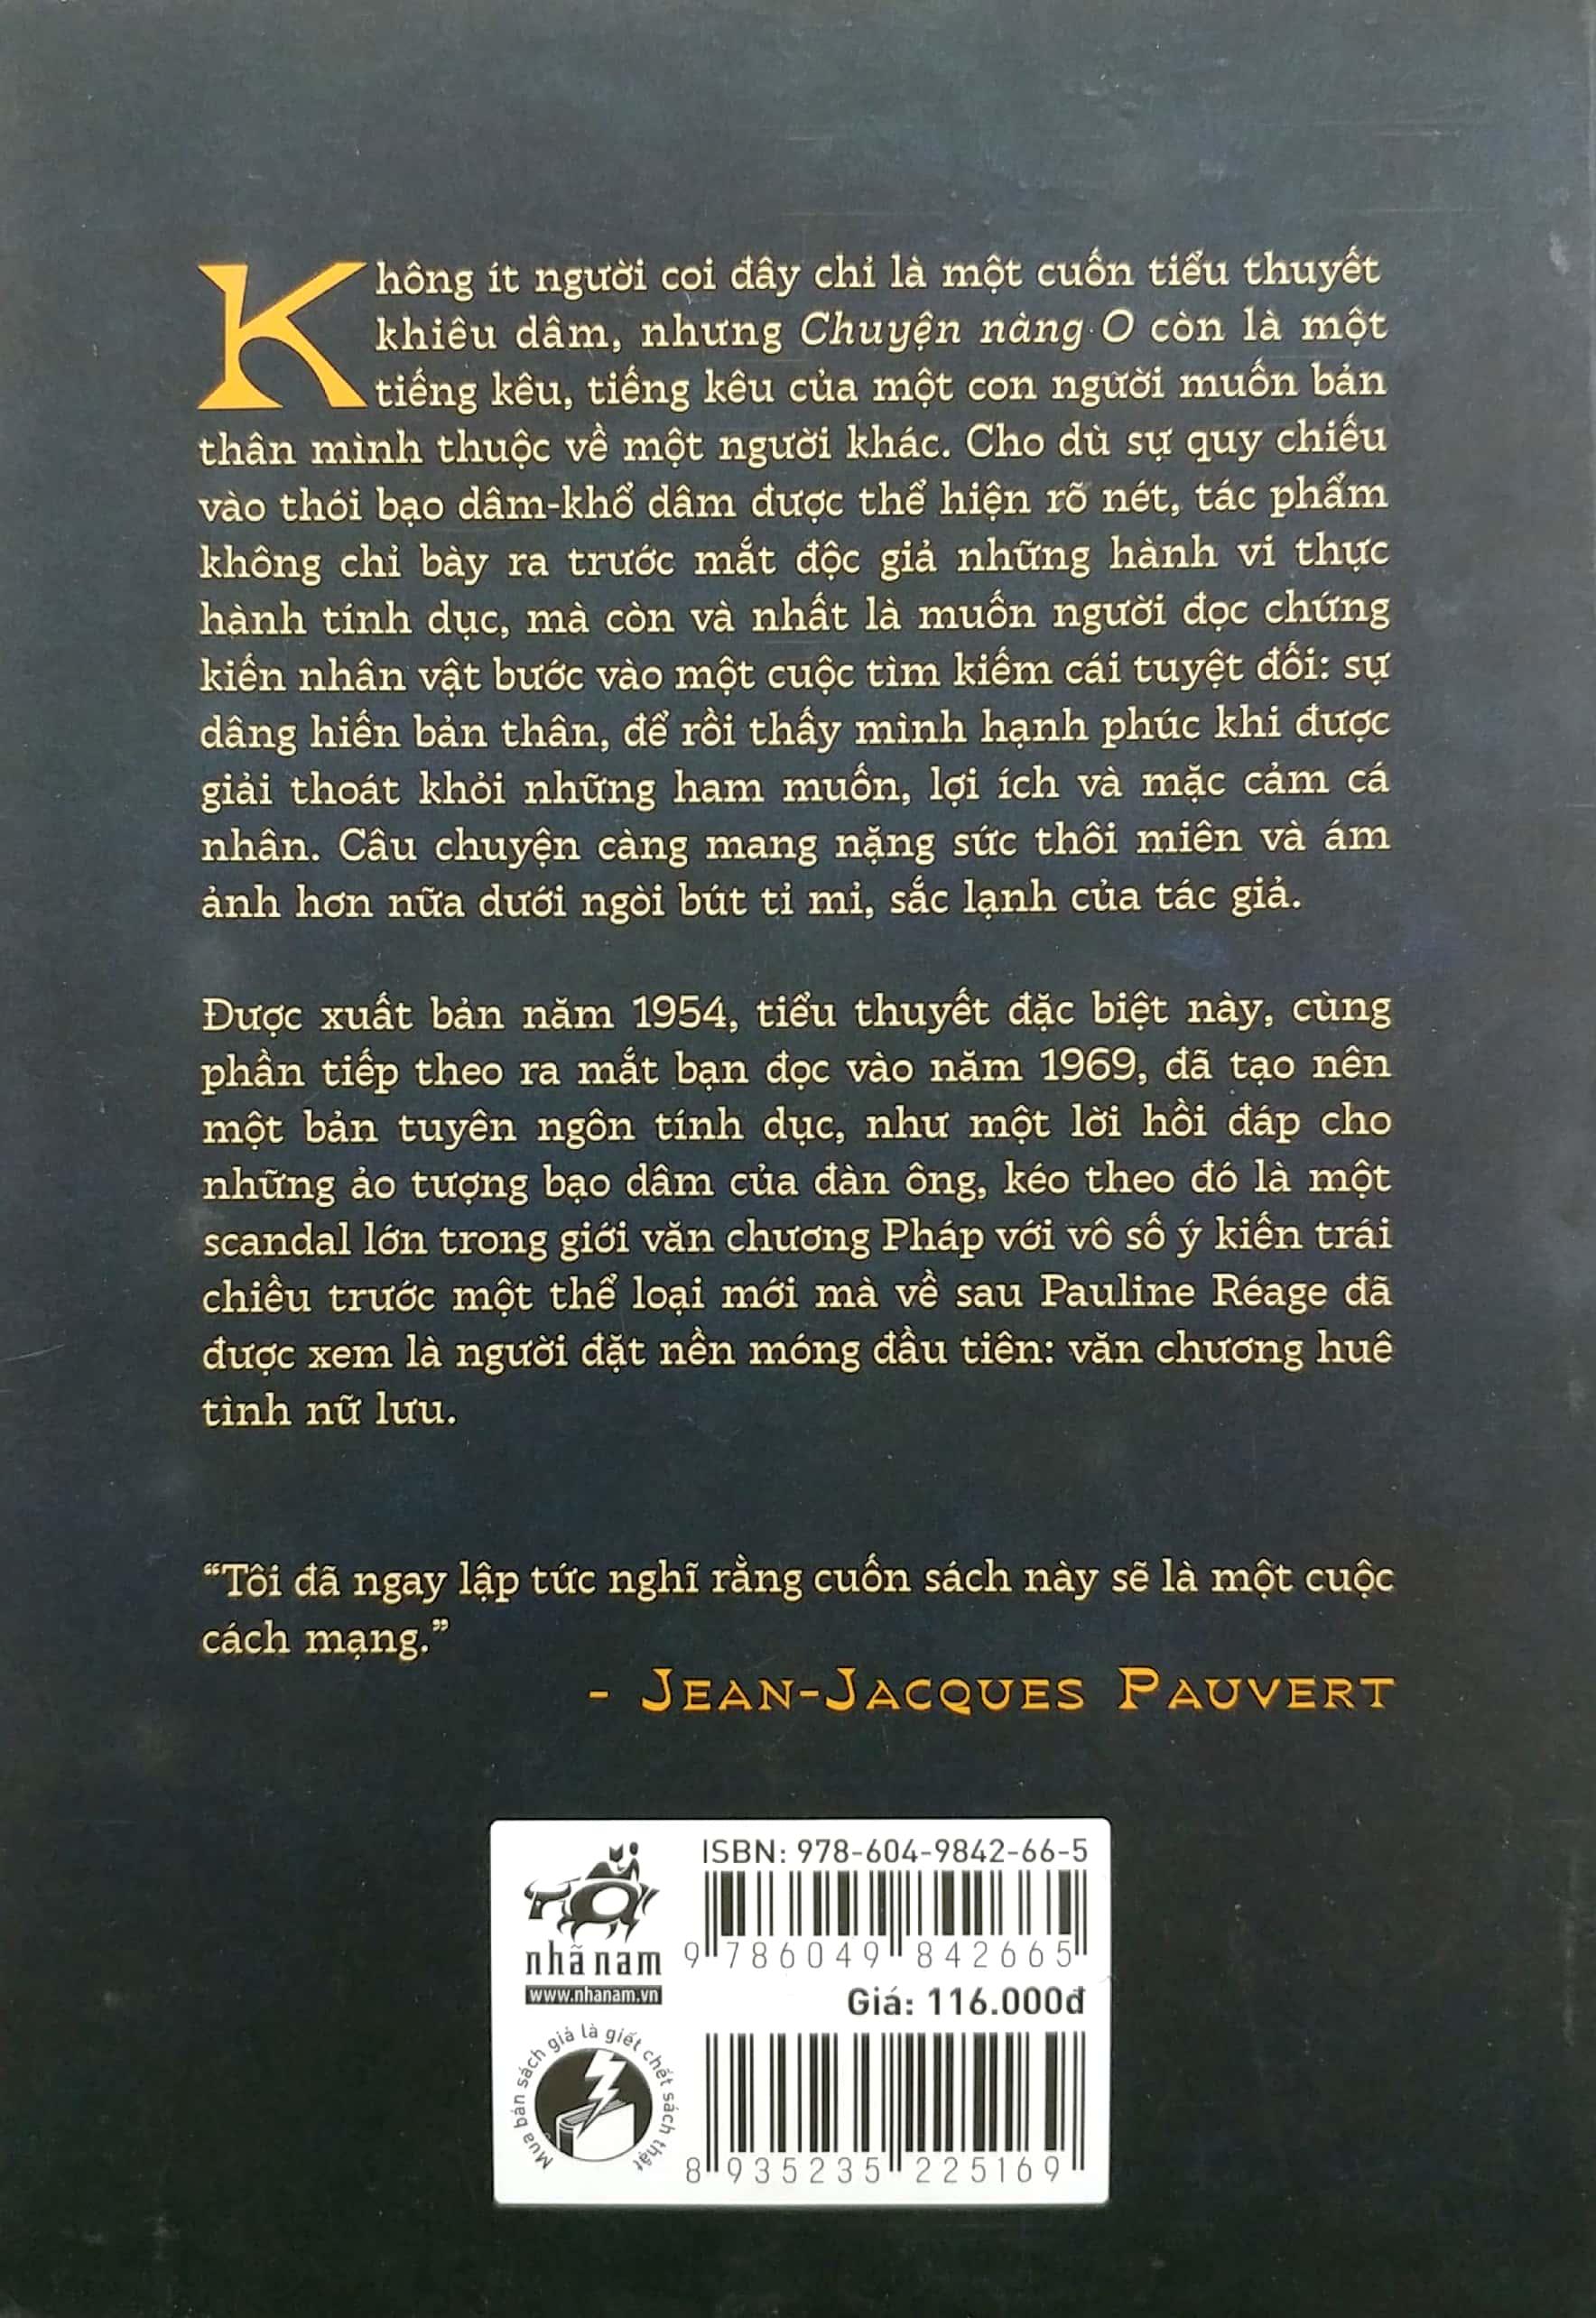 Không ít người coi đây chỉ là một cuốn tiểu thuyết
khiêu dâm, nhưng Chuyện nàng O còn là một
tiếng kêu, tiếng kêu của một con người muốn bản
thân mình thuộc về một người khác. Cho dù sự quy chiếu
vào thói bạo dâm-khổ dâm được thể hiện rõ nét, tác phẩm
không chỉ bày ra trước mắt độc giả những hành vi thực
hành tính dục, mà còn và nhất là muốn người đọc chứng
kiến nhân vật bước vào một cuộc tìm kiếm cái tuyệt đối: sự
dâng hiến bản thân, để rồi thấy mình hạnh phúc khi được
giải thoát khỏi những ham muốn, lợi ích và mặc cảm cá
nhân. Câu chuyện càng mang nặng sức thôi miên và ám
ảnh hơn nữa dưới ngòi bút tỉ mỉ, sắc lạnh của tác giả.
Được xuất bản năm 1954, tiểu thuyết đặc biệt này, cùng
phần tiếp theo ra mắt bạn đọc vào năm 1969, đã tạo nên
một bản tuyên ngôn tính dục, như một lời hồi đáp cho
những ảo tượng bạo dâm của đàn ông, kéo theo đó là một
scandal lớn trong giới văn chương Pháp với vô số ý kiến trái
chiều trước một thể loại mới mà về sau Pauline Réage đã
được xem là người đặt nền móng đầu tiên: văn chương huê
tình nữ lưu.
“Tôi đã ngay lập tức nghĩ rằng cuốn sách này sẽ là một cuộc
cách mạng.”
- JEAN-JACQUES PAUVERT
ISBN: 978-604-9842-66-5
9 786049 842665
nhã nam
www.nhanam.vn
Giá: 116.000đ
Mua bán sách giả là giết chết sách thật
8 935235 225169